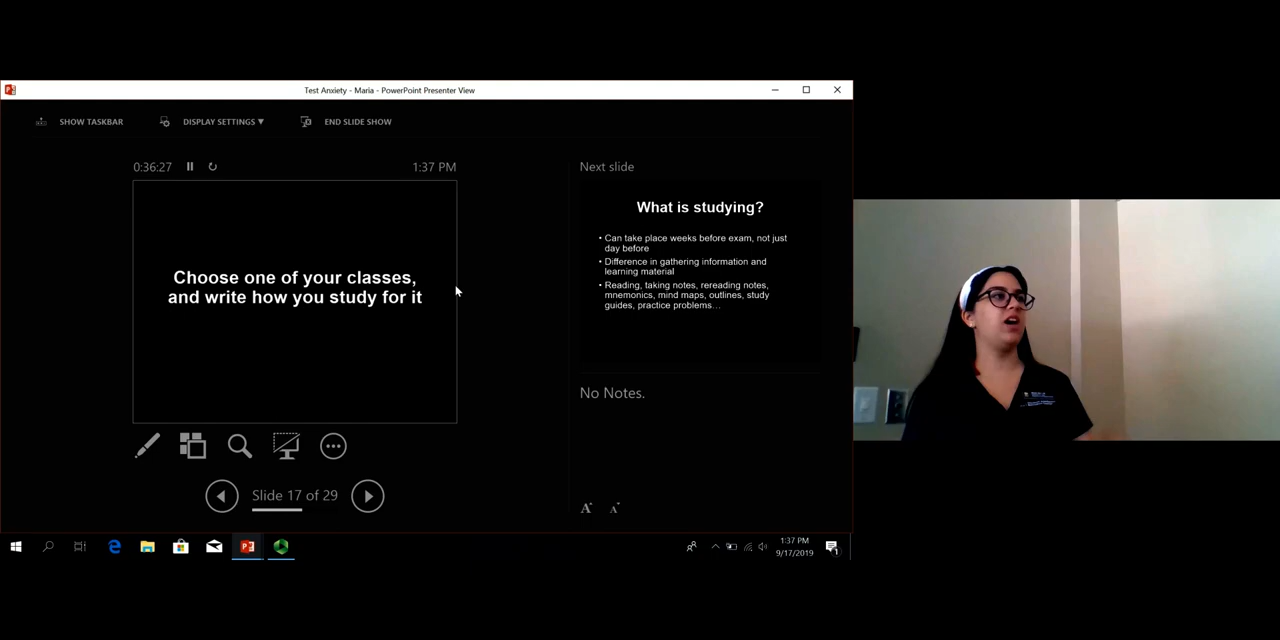 Test Anxiety - Maria - PowerPoint Presenter View
SHOW TASKBAR
DISPLAY SETTINGS ▼
END SLIDE SHOW
0:36:27
1:37 PM
Choose one of your classes,
and write how you study for it
Slide 17 of 29
Next slide
What is studying?
• Can take place weeks before exam, not just
day before
• Difference in gathering information and
learning material
• Reading, taking notes, rereading notes,
mnemonics, mind maps, outlines, study
guides, practice problems…
No Notes.
A A
1:37 PM
9/17/2019